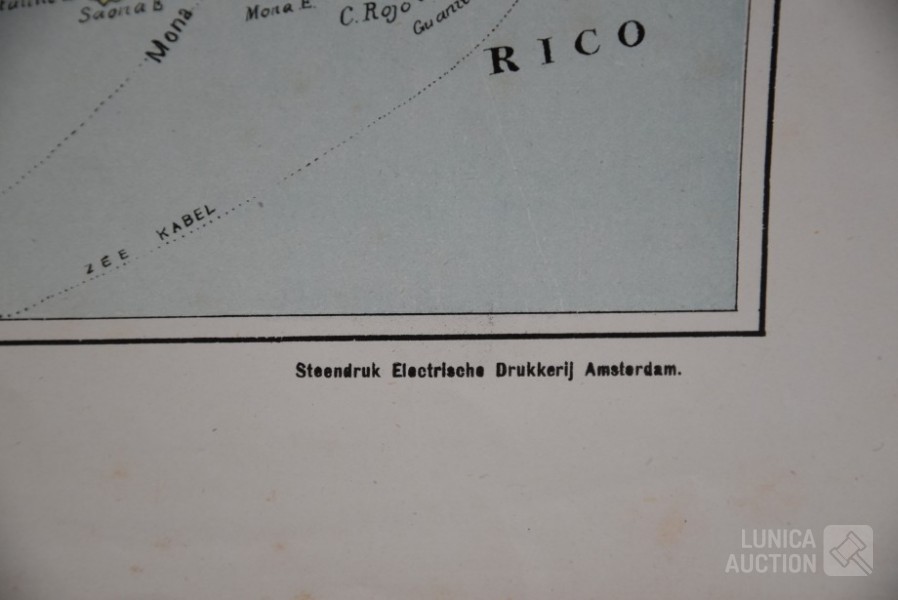 Saona B
Mona
Mona E.
C. Rojo
RICO
ZEE KABEL
Steendruk Electrische Drukkerij Amsterdam.
LUNICA
AUCTION